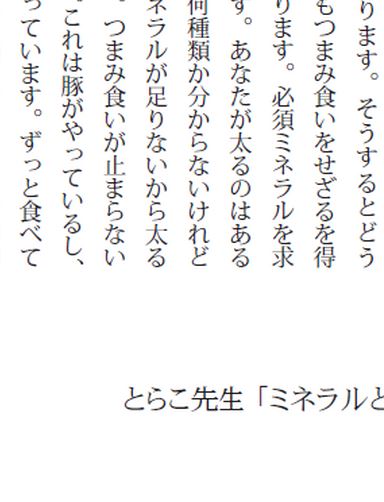 ります。そうするとどう
もつまみ食いをせざるを得
ります。必須ミネラルを求
す。あなたが太るのはある
何種類か分からないけれど
ネラルが足りないから太る
。つまみ食いが止まらない
。これは豚がやっているし、
っています。ずっと食べて
とらこ先生「ミネラルと